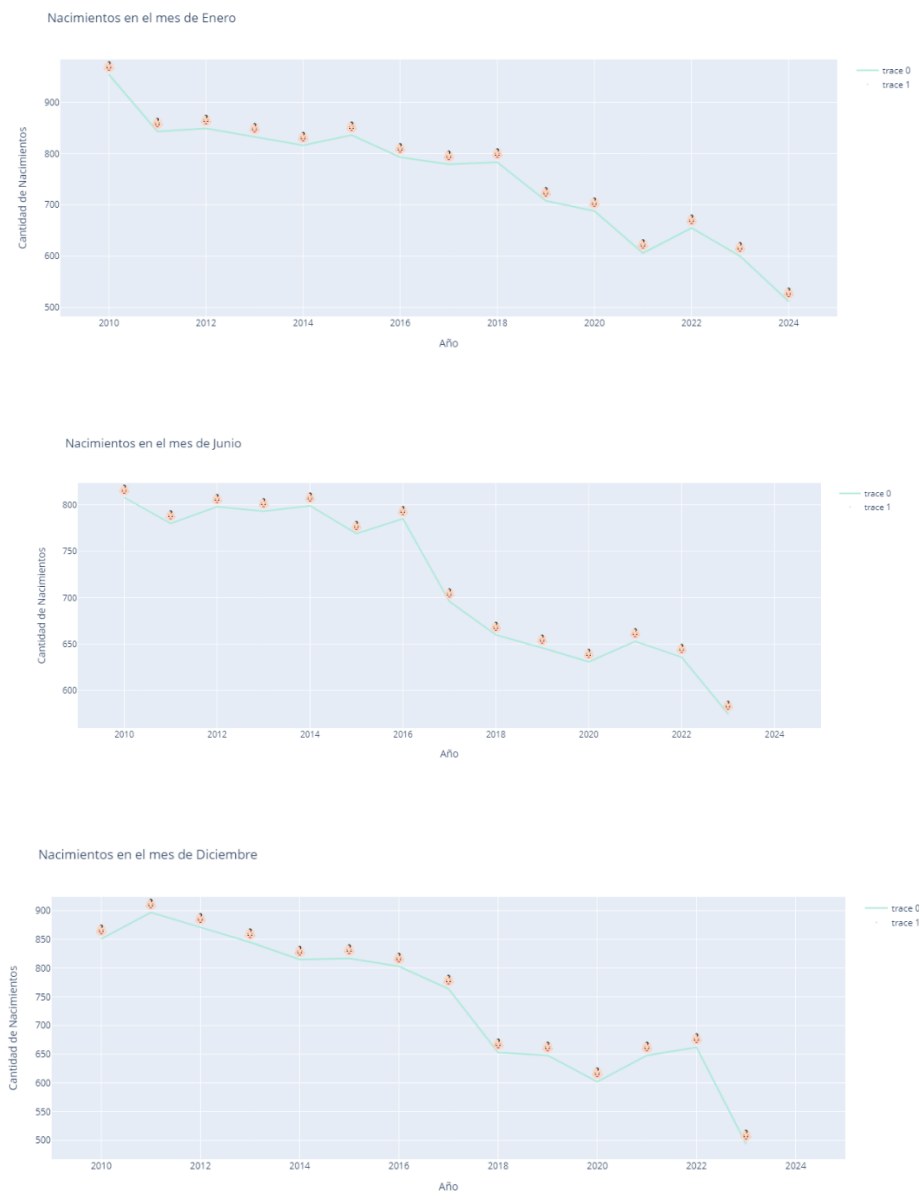 Nacimientos en el mes de Enero
trace 0
trace 1
900
800
700
600
500
Cantidad de Nacimientos
2010 2012 2014 2016 2018 2020 2022 2024
Año
Nacimientos en el mes de Junio
trace 0
trace 1
800
750
700
650
600
Cantidad de Nacimientos
2010 2012 2014 2016 2018 2020 2022 2024
Año
Nacimientos en el mes de Diciembre
trace 0
trace 1
900
850
800
750
700
650
600
550
500
Cantidad de Nacimientos
2010 2012 2014 2016 2018 2020 2022 2024
Año